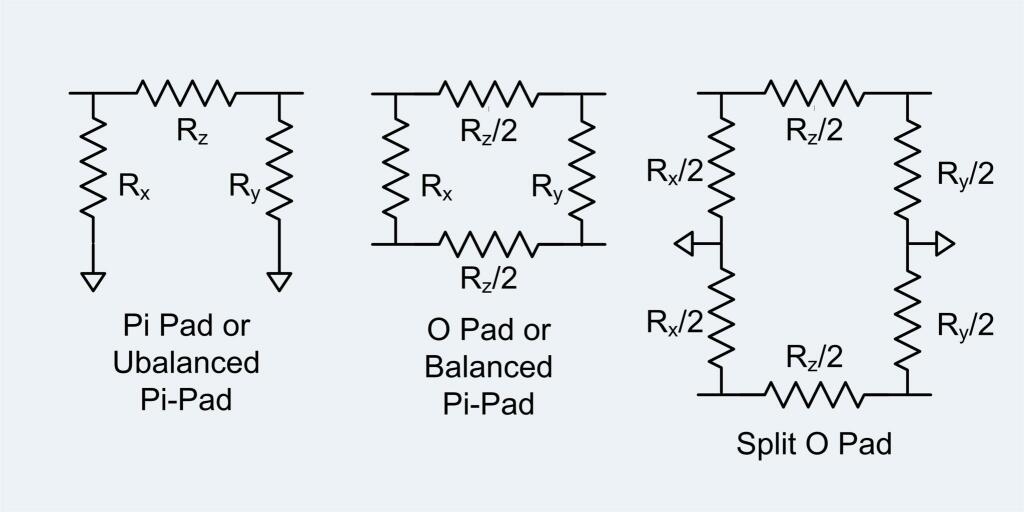 R_z
R_x
R_y
Pi Pad or
Ubalanced
Pi-Pad
R_z/2
R_x
R_y
R_z/2
O Pad or
Balanced
Pi-Pad
R_z/2
R_x/2
R_y/2
R_x/2
R_y/2
R_z/2
Split O Pad